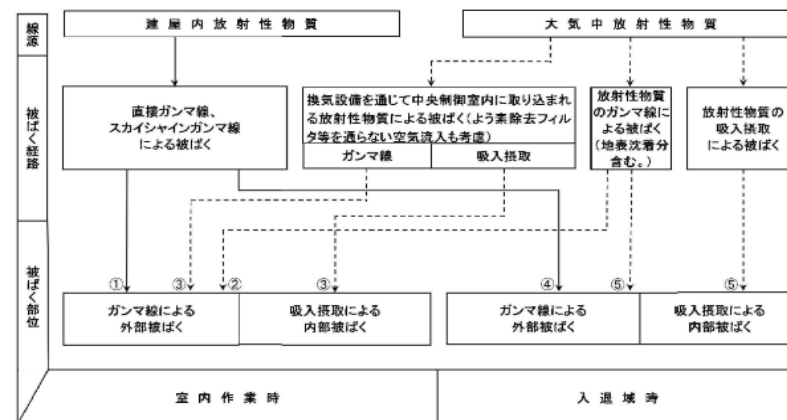 線源
建屋内放射性物質
大気中放射性物質
被ばく経路
直接ガンマ線、
スカイシャインガンマ線
による被ばく
換気設備を通じて中央制御室内に取り込まれ
る放射性物質による被ばく(よう素除去フィル
タ等を通らない空気流入も考慮)
ガンマ線
吸入摂取
放射性物質
のガンマ線に
よる被ばく
(地表沈着分
含む。)
放射性物質の
吸入摂取
による被ばく
被ばく部位
①
③
②
③
④
⑤
⑤
ガンマ線による
外部被ばく
吸入摂取による
内部被ばく
ガンマ線による
外部被ばく
吸入摂取による
内部被ばく
室内作業時
入退域時